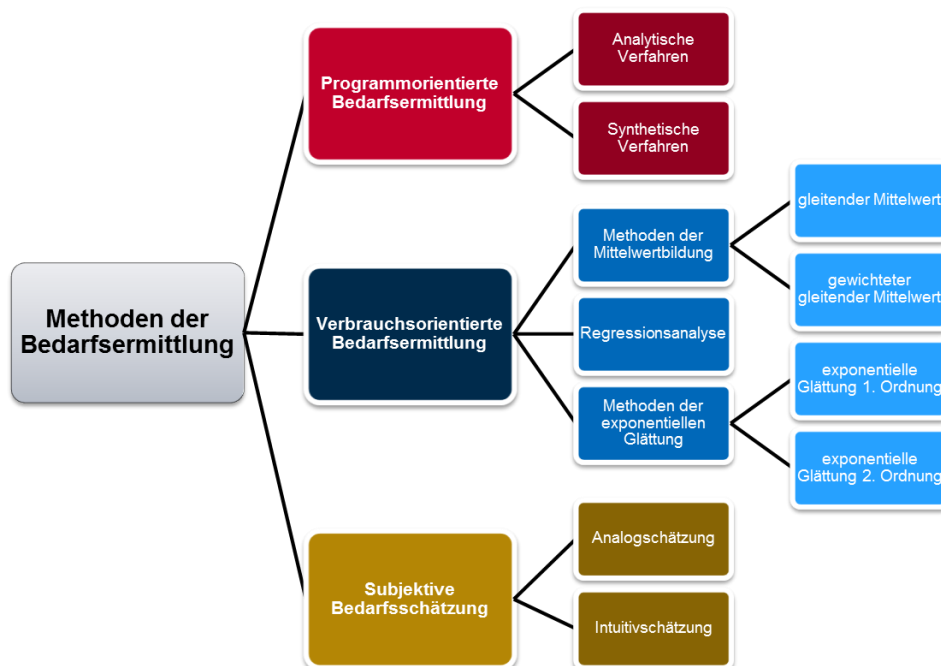 Methoden der
Bedarfsermittlung
Programmorientierte
Bedarfsermittlung
Analytische
Verfahren
Synthetische
Verfahren
Verbrauchsorientierte
Bedarfsermittlung
Methoden der
Mittelwertbildung
gleitender Mittelwert
gewichteter
gleitender Mittelwert
Regressionsanalyse
Methoden der
exponentiellen
Glättung
exponentielle
Glättung 1. Ordnung
exponentielle
Glättung 2. Ordnung
Subjektive
Bedarfsschätzung
Analogschätzung
Intuitivschätzung